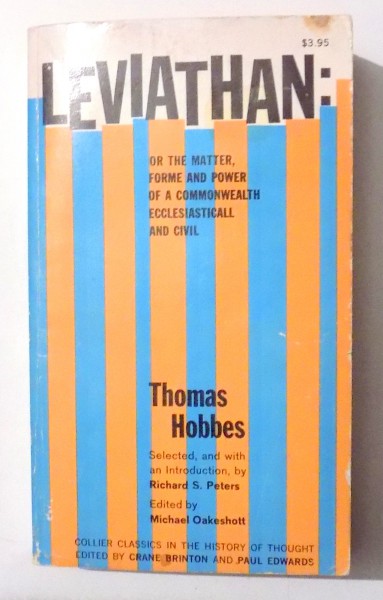 $3.95
LEVIATHAN:
OR THE MATTER,
FORME AND POWER
OF A COMMONWEALTH
ECCLESIASTICALL
AND CIVIL
Thomas
Hobbes
Selected, and with
an Introduction, by
Richard S. Peters
Edited by
Michael Oakeshott
COLLIER CLASSICS IN THE HISTORY OF THOUGHT
EDITED BY CRANE BRINTON AND PAUL EDWARDS